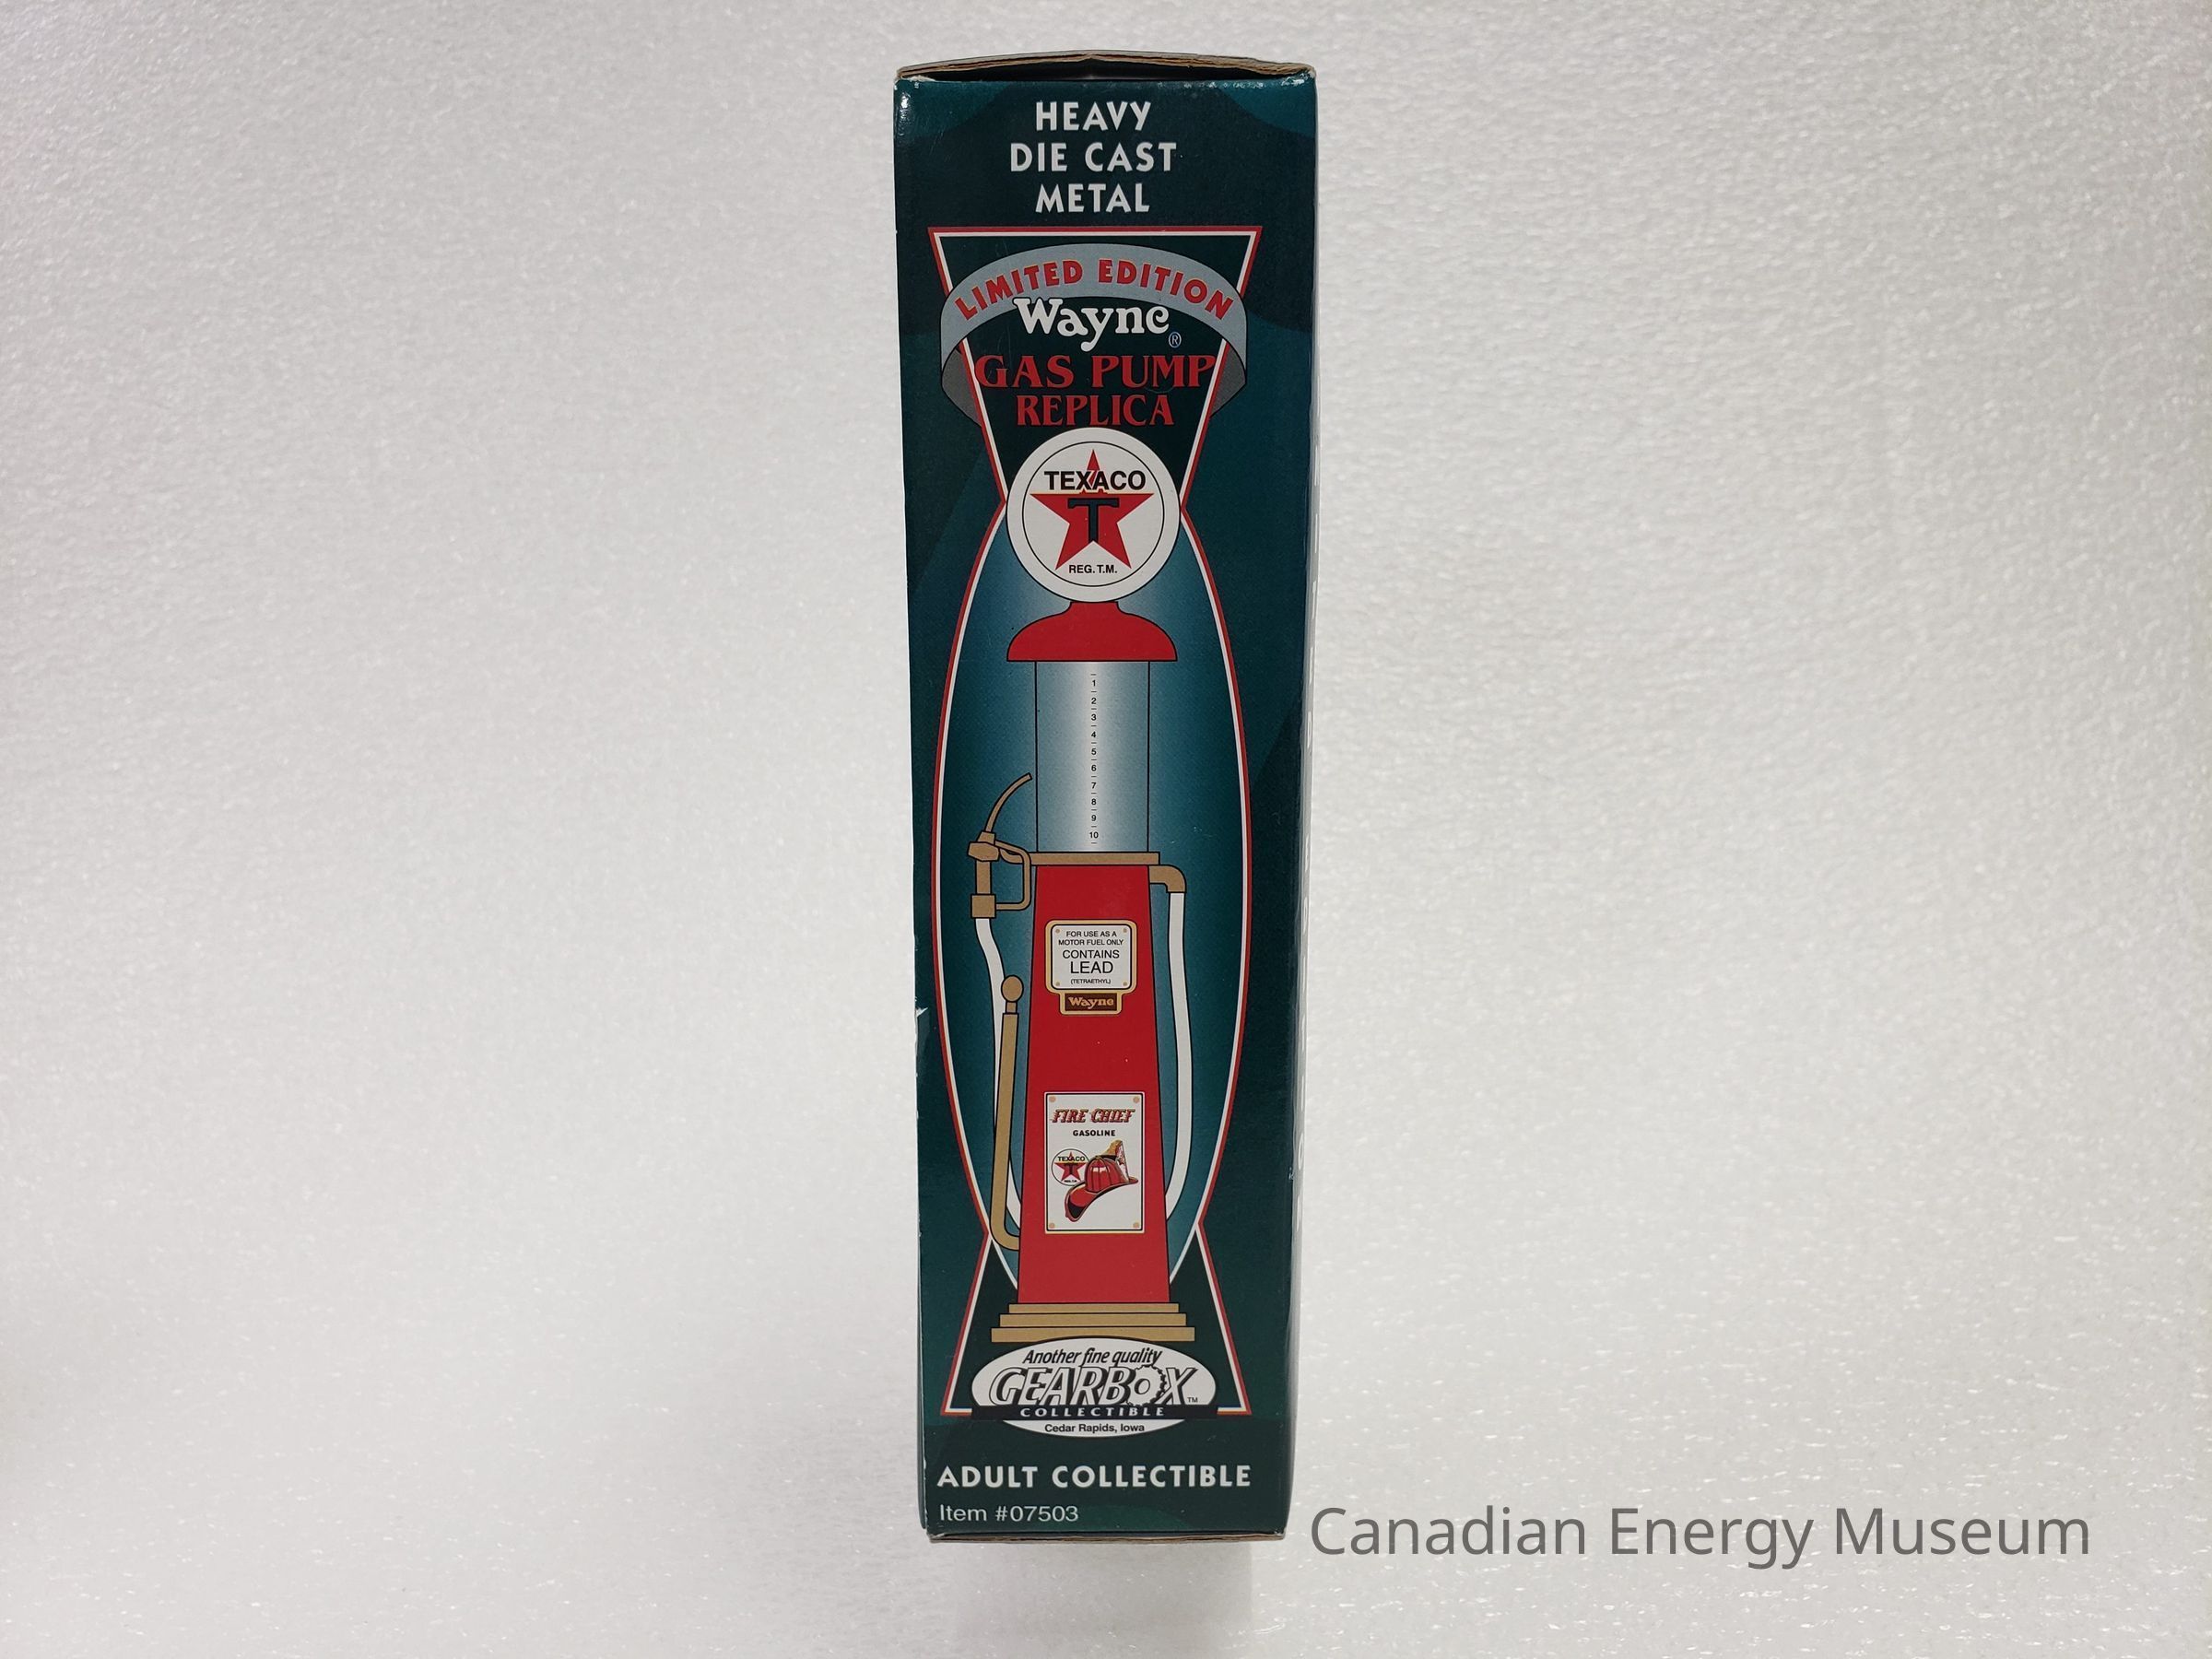 HEAVY
DIE CAST
METAL
LIMITED EDITION
Wayne®
GAS PUMP
REPLICA
TEXACO
T
REG. T.M.
1
2
3
4
5
6
7
8
9
10
FOR USE AS A
MOTOR FUEL ONLY
CONTAINS
LEAD
(TETRAETHYL)
Wayne
FIRE CHIEF
GASOLINE
TEXACO
T
Another fine quality
GEARBOX™
COLLECTIBLE
Cedar Rapids, Iowa
ADULT COLLECTIBLE
Item #07503
Canadian Energy Museum